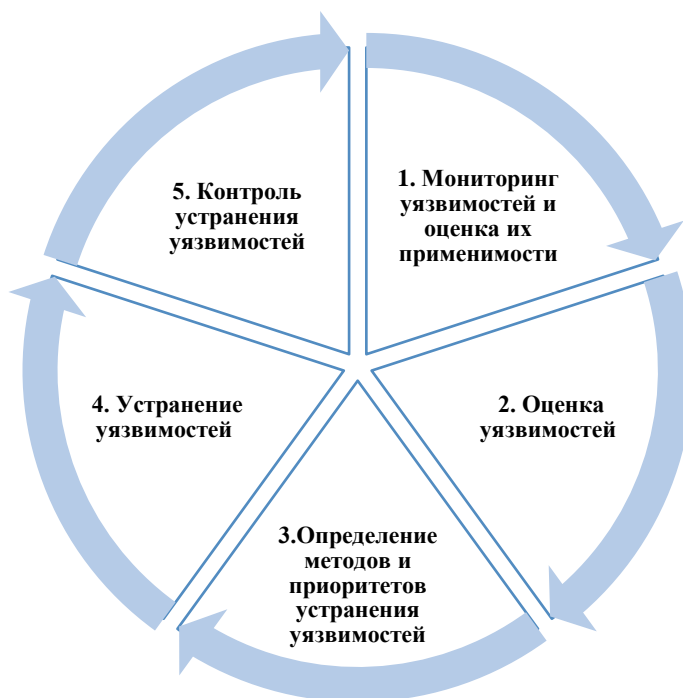 1. Мониторинг
уязвимостей и
оценка их
применимости
2. Оценка
уязвимостей
3.Определение
методов и
приоритетов
устранения
уязвимостей
4. Устранение
уязвимостей
5. Контроль
устранения
уязвимостей